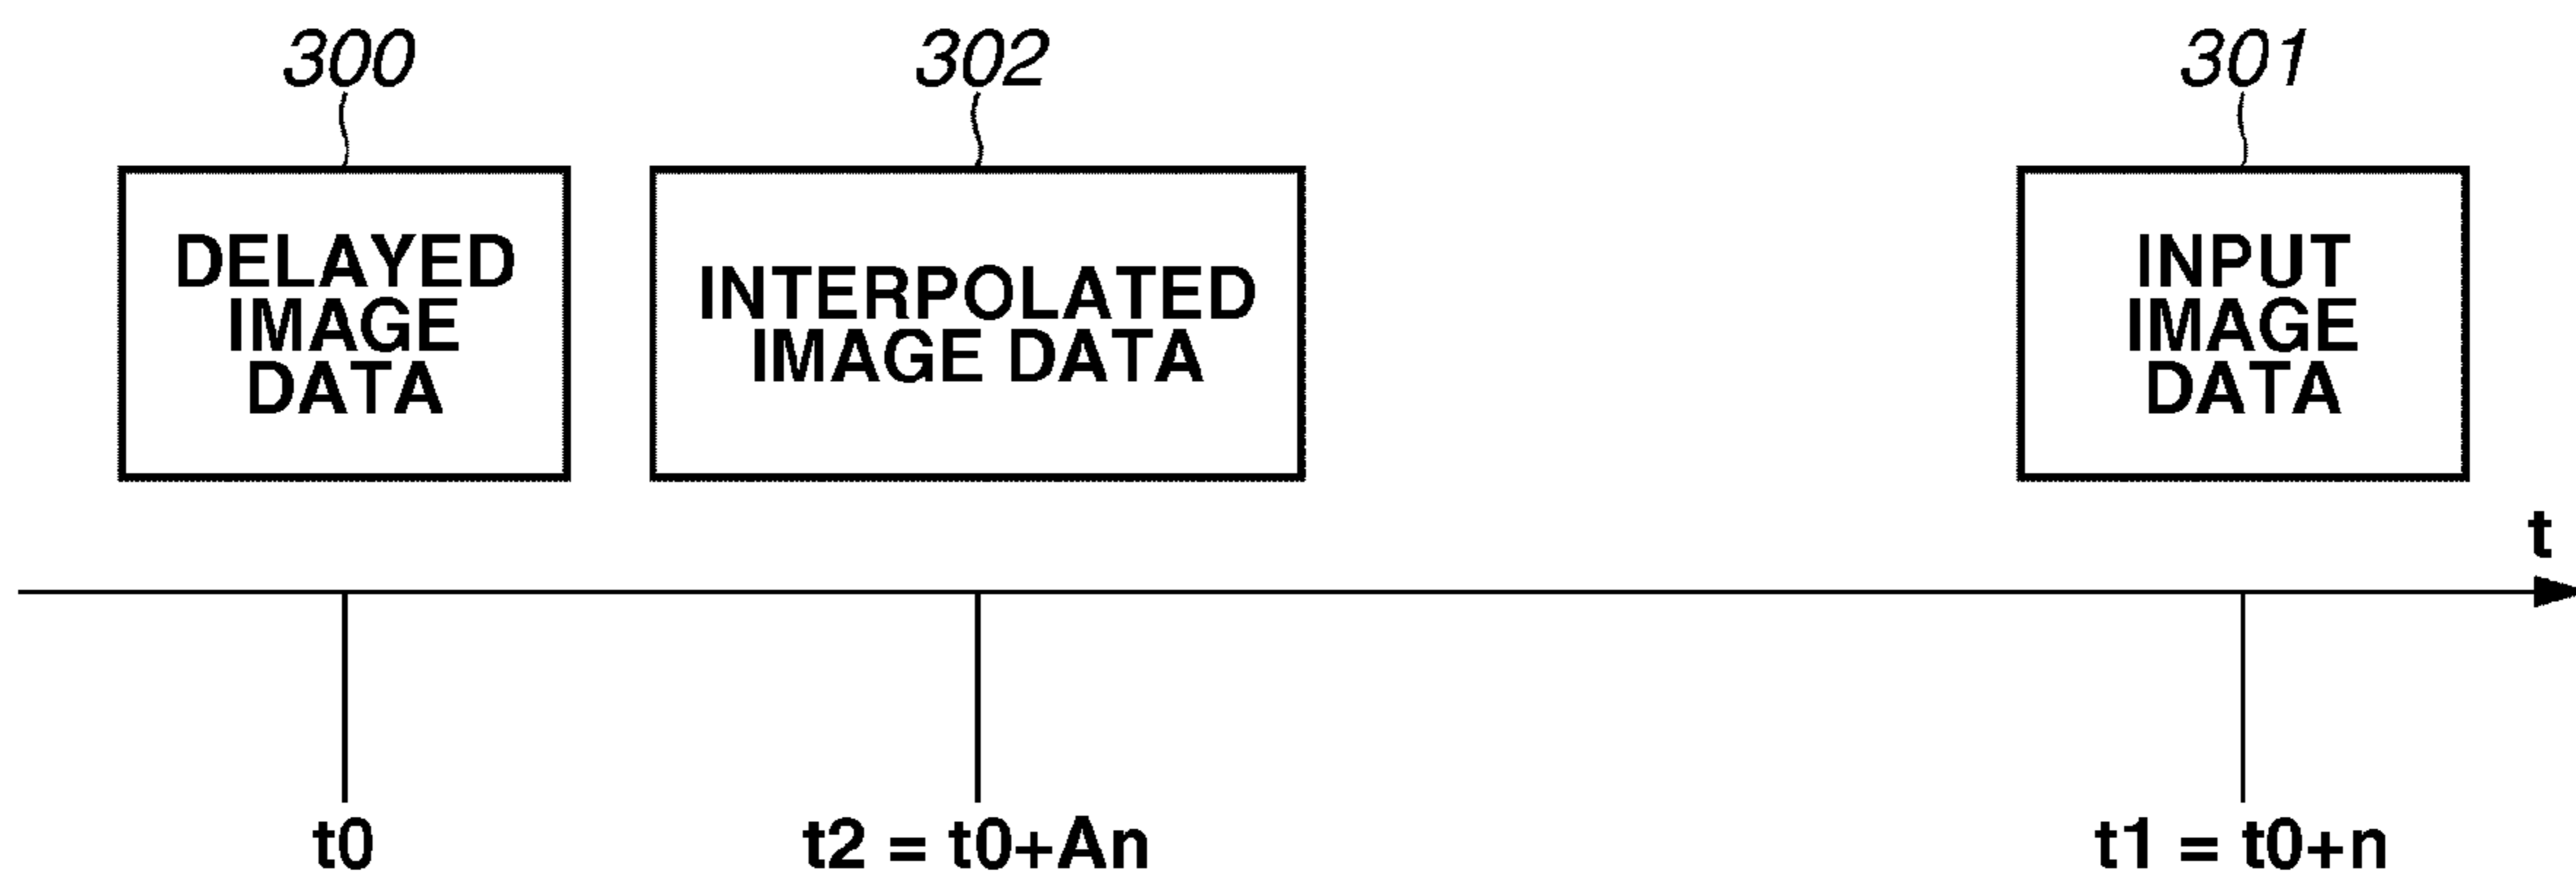 300
302
301
DELAYED
IMAGE
DATA
INTERPOLATED
IMAGE DATA
INPUT
IMAGE
DATA
t
t0
t2 = t0+An
t1 = t0+n